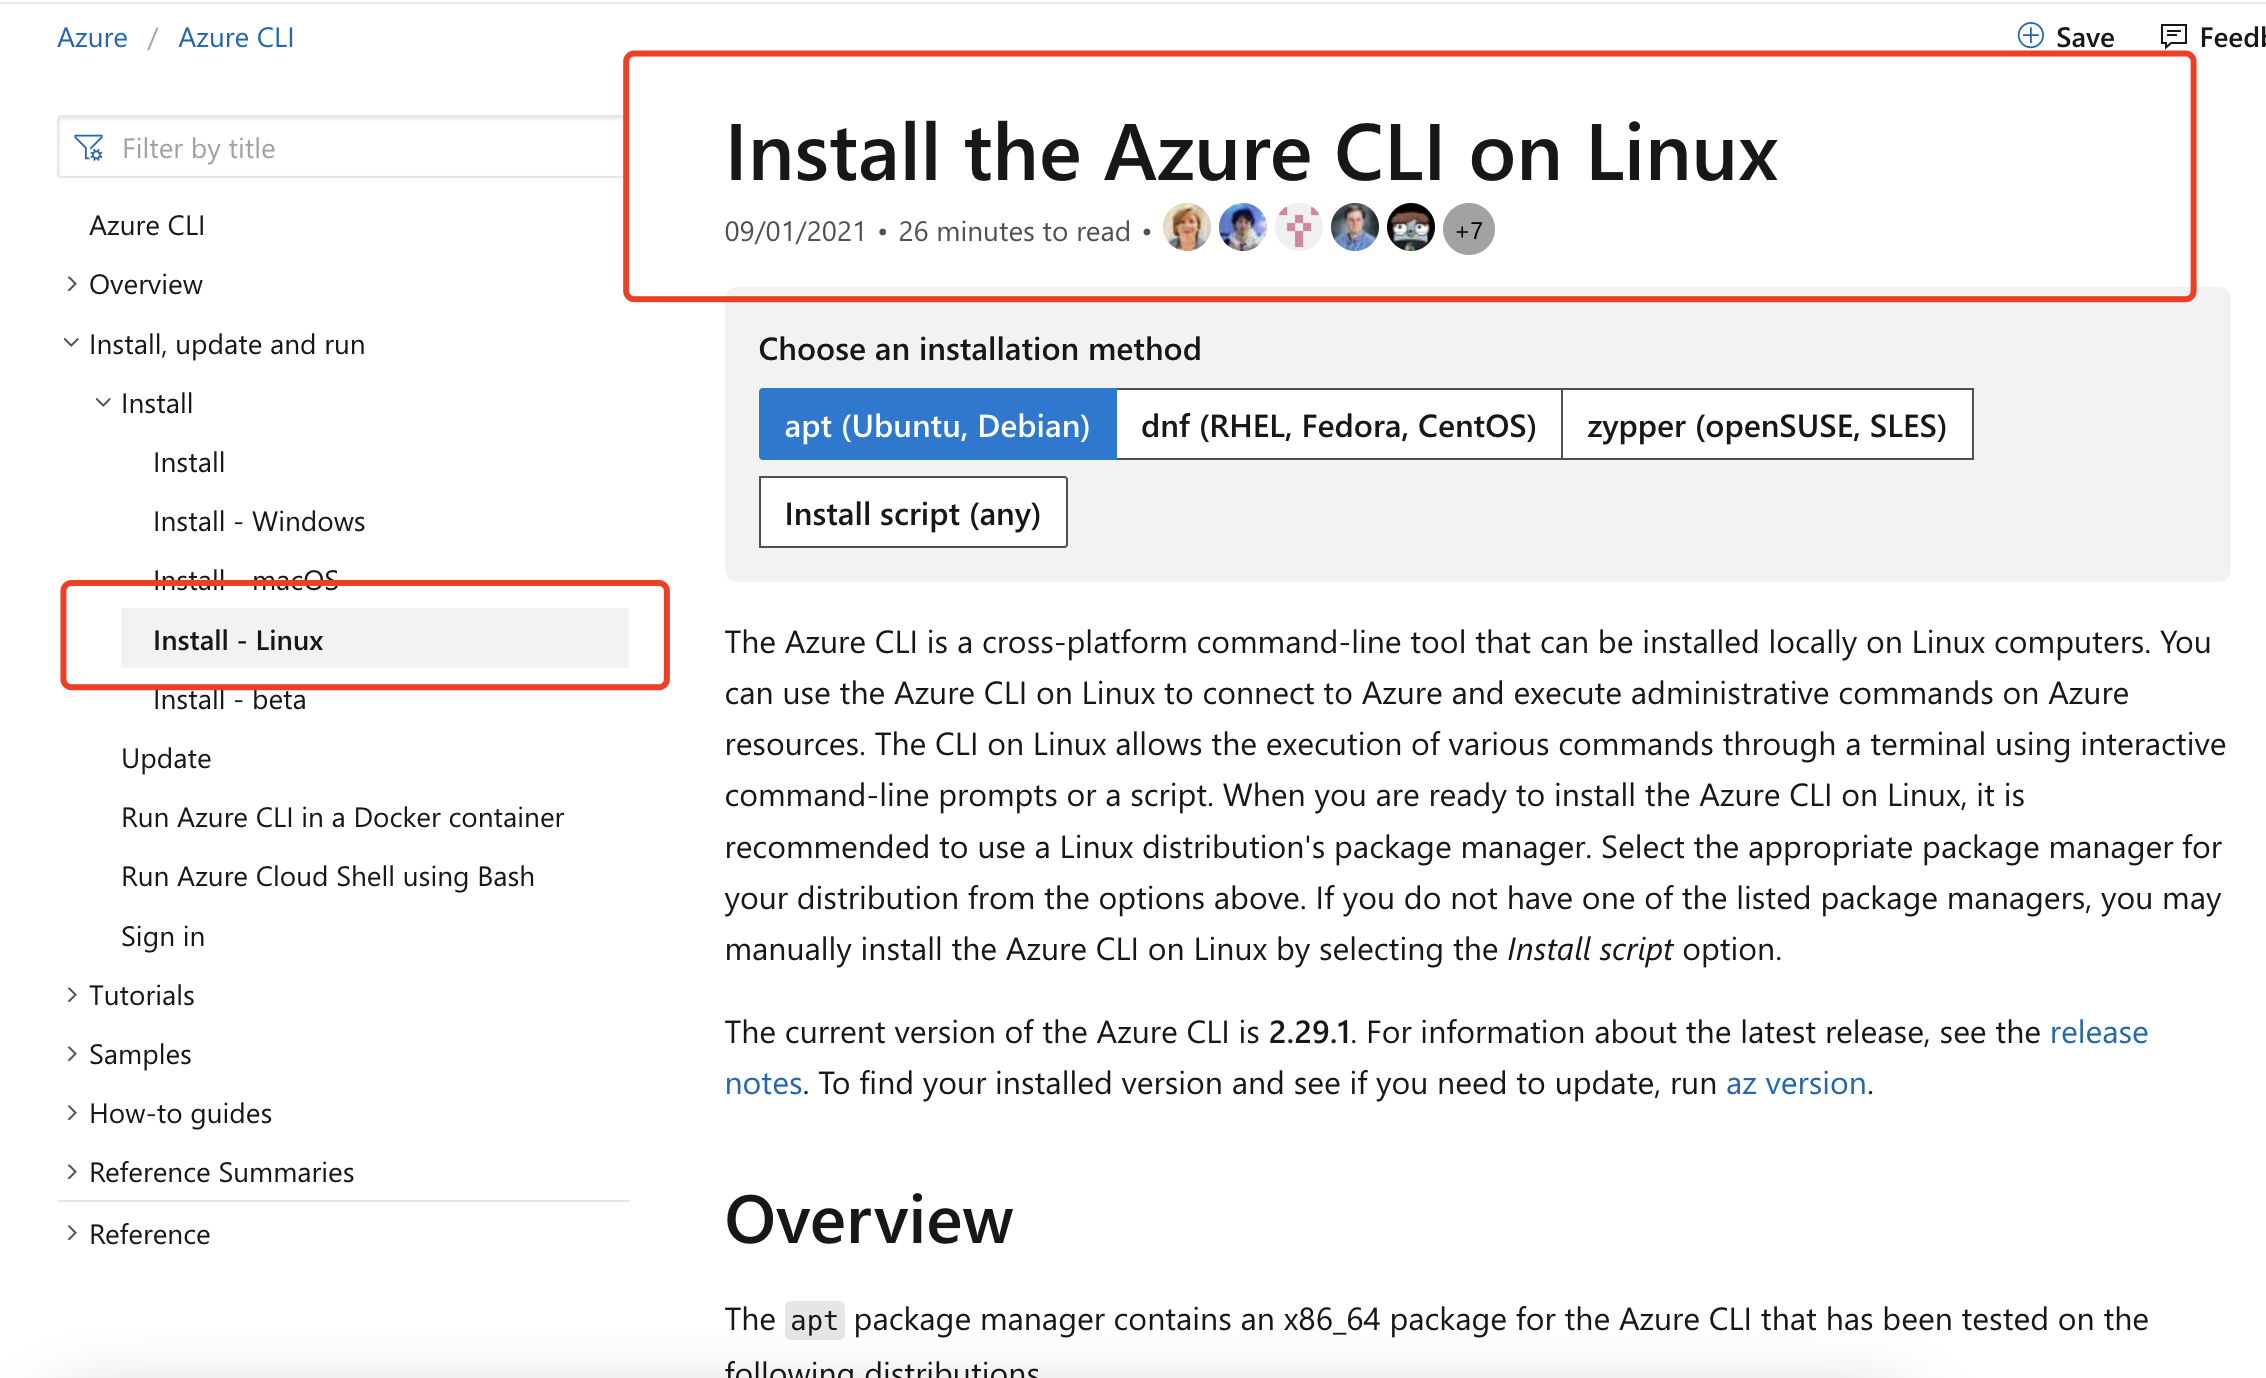 Azure / Azure CLI
Save
Feedb
Filter by title
Azure CLI
Overview
Install, update and run
Install
Install
Install - Windows
Install - macOS
Install - Linux
Install - beta
Update
Run Azure CLI in a Docker container
Run Azure Cloud Shell using Bash
Sign in
Tutorials
Samples
How-to guides
Reference Summaries
Reference
Install the Azure CLI on Linux
09/01/2021 • 26 minutes to read • +7
Choose an installation method
apt (Ubuntu, Debian) dnf (RHEL, Fedora, CentOS) zypper (openSUSE, SLES)
Install script (any)
The Azure CLI is a cross-platform command-line tool that can be installed locally on Linux computers. You
can use the Azure CLI on Linux to connect to Azure and execute administrative commands on Azure
resources. The CLI on Linux allows the execution of various commands through a terminal using interactive
command-line prompts or a script. When you are ready to install the Azure CLI on Linux, it is
recommended to use a Linux distribution's package manager. Select the appropriate package manager for
your distribution from the options above. If you do not have one of the listed package managers, you may
manually install the Azure CLI on Linux by selecting the Install script option.
The current version of the Azure CLI is 2.29.1. For information about the latest release, see the release
notes. To find your installed version and see if you need to update, run az version.
Overview
The apt package manager contains an x86_64 package for the Azure CLI that has been tested on the
following distributions